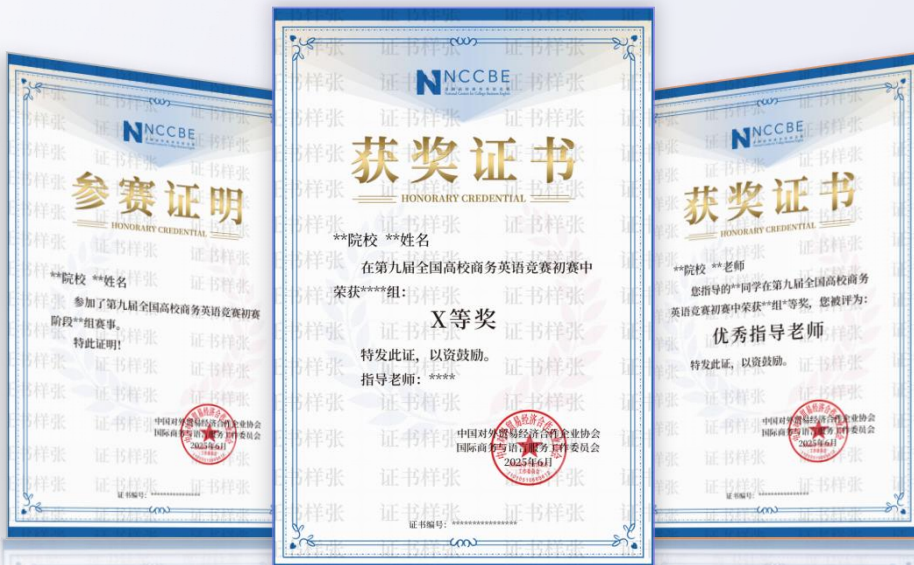 NCCBE
参赛证明
HONORARY CREDENTIAL
**院校 **姓名
参加了第九届全国高校商务英语竞赛初赛
阶段**组赛事。
特此证明!
中国对外贸易经济合作企业协会
国际商务与语言服务工作委员会
2025年6月
证书编号: ****************
NCCBE
获奖证书
HONORARY CREDENTIAL
**院校 **姓名
在第九届全国高校商务英语竞赛初赛中
荣获****组:
X等奖
特发此证，以资鼓励。
指导老师: ****
中国对外贸易经济合作企业协会
国际商务与语言服务工作委员会
2025年6月
证书编号: ****************
NCCBE
获奖证书
HONORARY CREDENTIAL
**院校 **老师
您指导的**同学在第九届全国高校商务
英语竞赛初赛中荣获**组*等奖，您被评为:
优秀指导老师
特发此证，以资鼓励。
中国对外贸易经济合作企业协会
国际商务与语言服务工作委员会
2025年6月
证书编号: ****************
证书样张